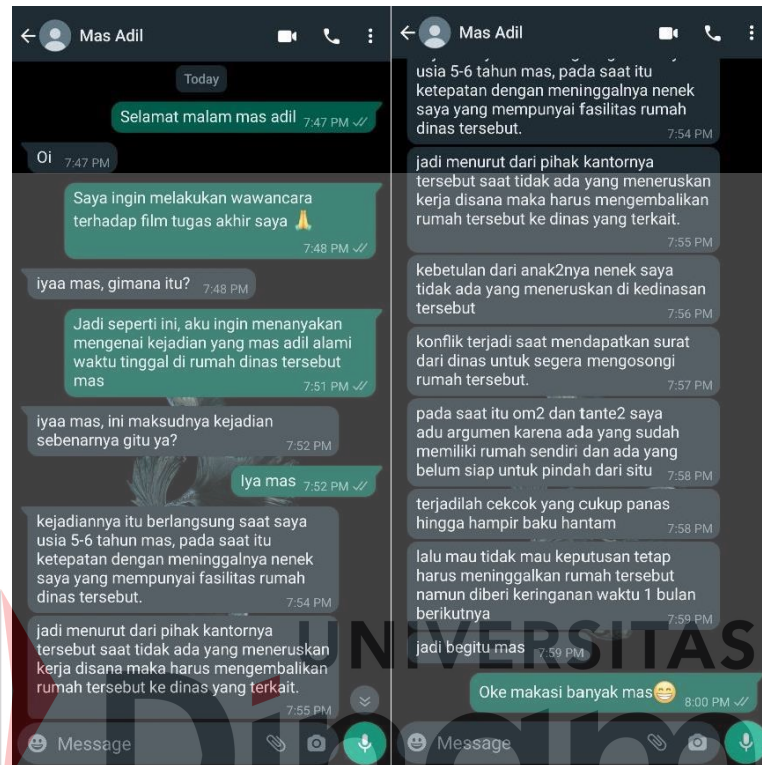 Mas Adil
Today
Selamat malam mas adil 7:47 PM
Oi 7:47 PM
Saya ingin melakukan wawancara
terhadap film tugas akhir saya 🙏
7:48 PM
iyaa mas, gimana itu? 7:48 PM
Jadi seperti ini, aku ingin menanyakan
mengenai kejadian yang mas adil alami
waktu tinggal di rumah dinas tersebut
mas 7:51 PM
iyaa mas, ini maksudnya kejadian
sebenarnya gitu ya? 7:52 PM
Iya mas 7:52 PM
kejadiannya itu berlangsung saat saya
usia 5-6 tahun mas, pada saat itu
ketepatan dengan meninggalnya nenek
saya yang mempunyai fasilitas rumah
dinas tersebut. 7:54 PM
jadi menurut dari pihak kantornya
tersebut saat tidak ada yang meneruskan
kerja disana maka harus mengembalikan
rumah tersebut ke dinas yang terkait.
7:55 PM
Message
Mas Adil
usia 5-6 tahun mas, pada saat itu
ketepatan dengan meninggalnya nenek
saya yang mempunyai fasilitas rumah
dinas tersebut. 7:54 PM
jadi menurut dari pihak kantornya
tersebut saat tidak ada yang meneruskan
kerja disana maka harus mengembalikan
rumah tersebut ke dinas yang terkait.
7:55 PM
kebetulan dari anak2nya nenek saya
tidak ada yang meneruskan di kedinasan
tersebut 7:56 PM
konflik terjadi saat mendapatkan surat
dari dinas untuk segera mengosongi
rumah tersebut. 7:57 PM
pada saat itu om2 dan tante2 saya
adu argumen karena ada yang sudah
memiliki rumah sendiri dan ada yang
belum siap untuk pindah dari situ 7:58 PM
terjadilah cekcok yang cukup panas
hingga hampir baku hantam 7:58 PM
lalu mau tidak mau keputusan tetap
harus meninggalkan rumah tersebut
namun diberi keringanan waktu 1 bulan
berikutnya 7:59 PM
jadi begitu mas 7:59 PM
Oke makasi banyak mas😁 8:00 PM
Message
UNIVERSITAS